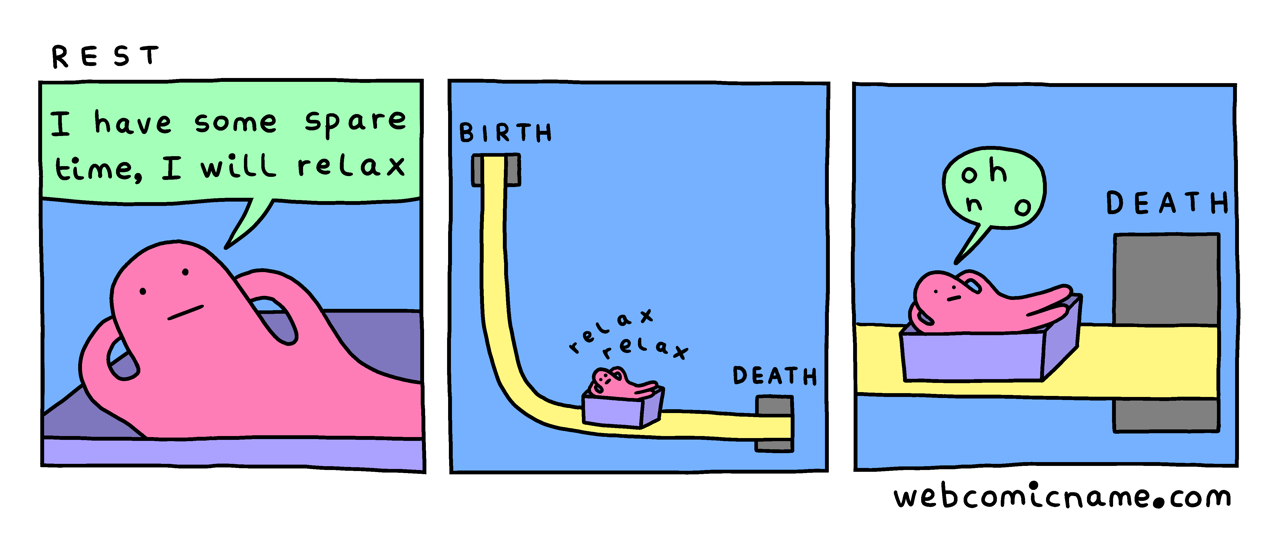 REST
I have some spare
time, I will relax
BIRTH
relax
relax
DEATH
oh
no
DEATH
webcomicname.com